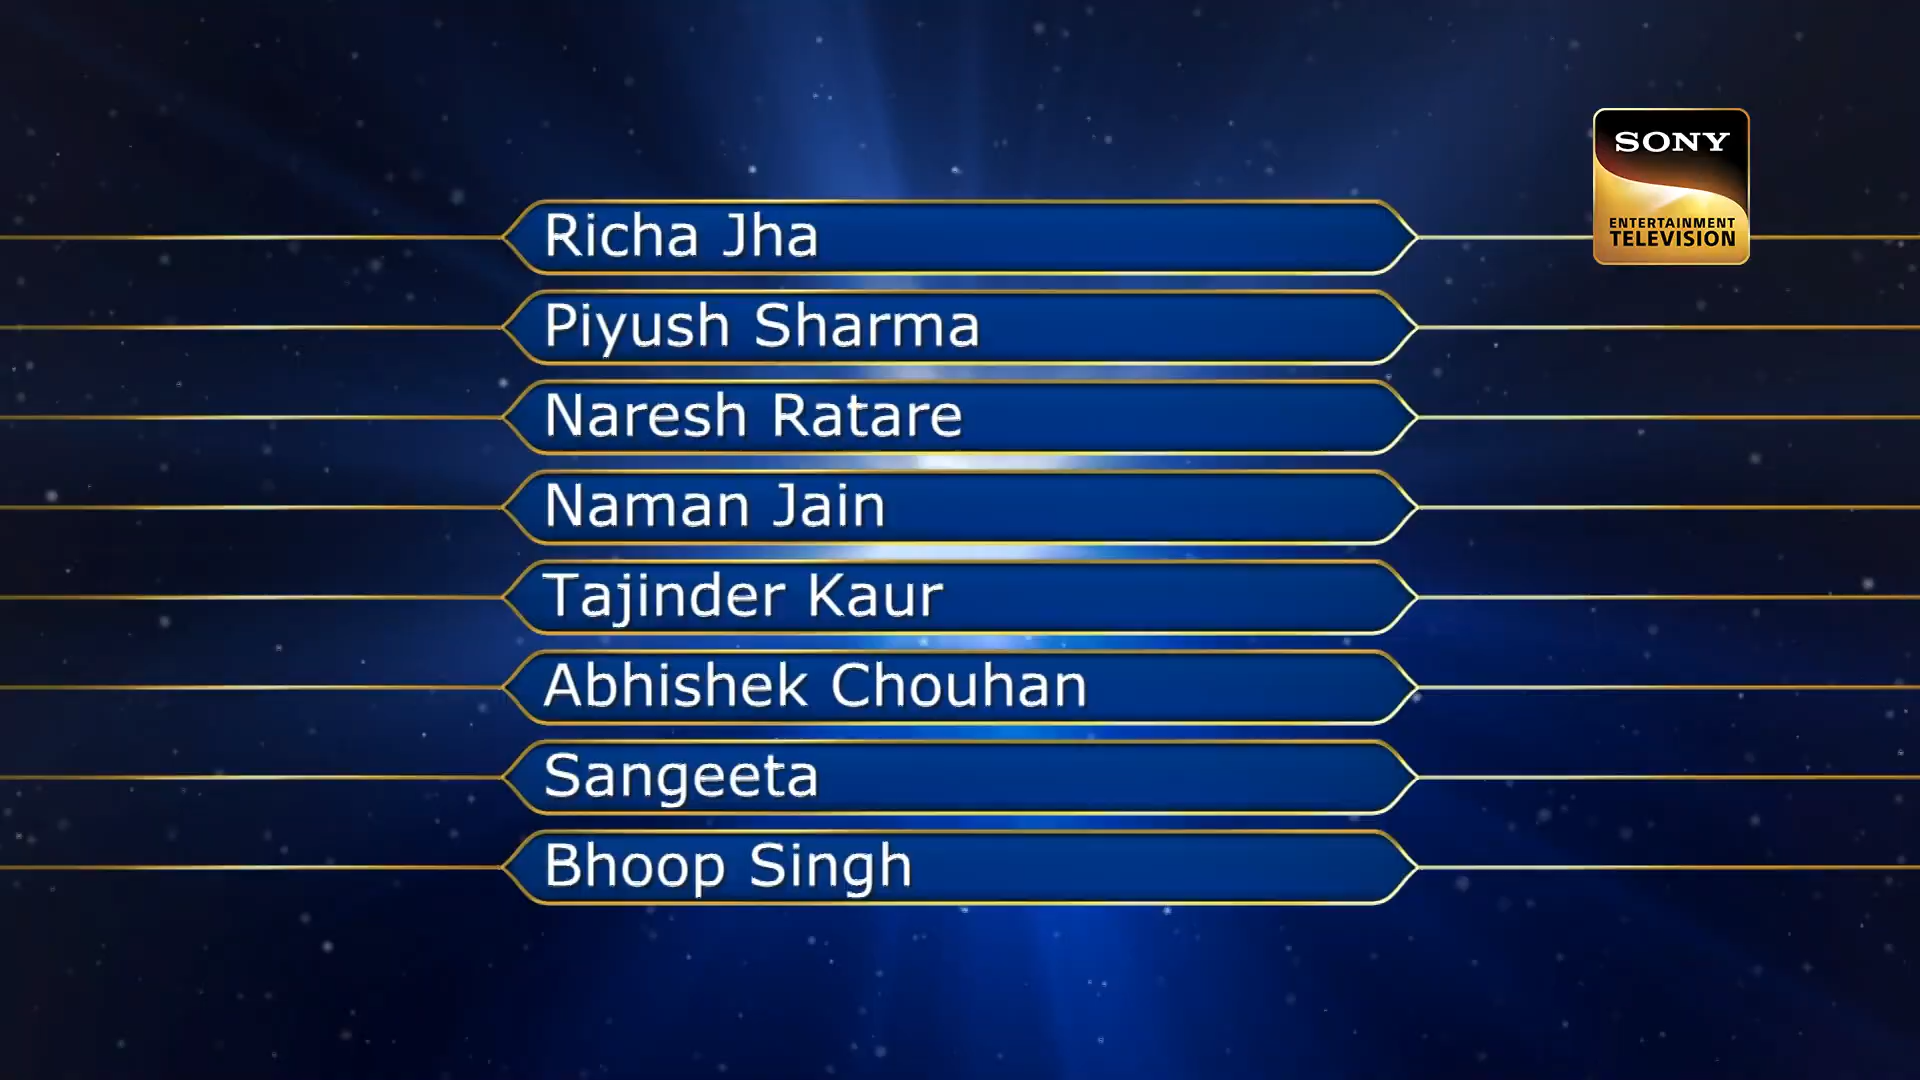 SONY
ENTERTAINMENT
TELEVISION
Richa Jha
Piyush Sharma
Naresh Ratare
Naman Jain
Tajinder Kaur
Abhishek Chouhan
Sangeeta
Bhoop Singh